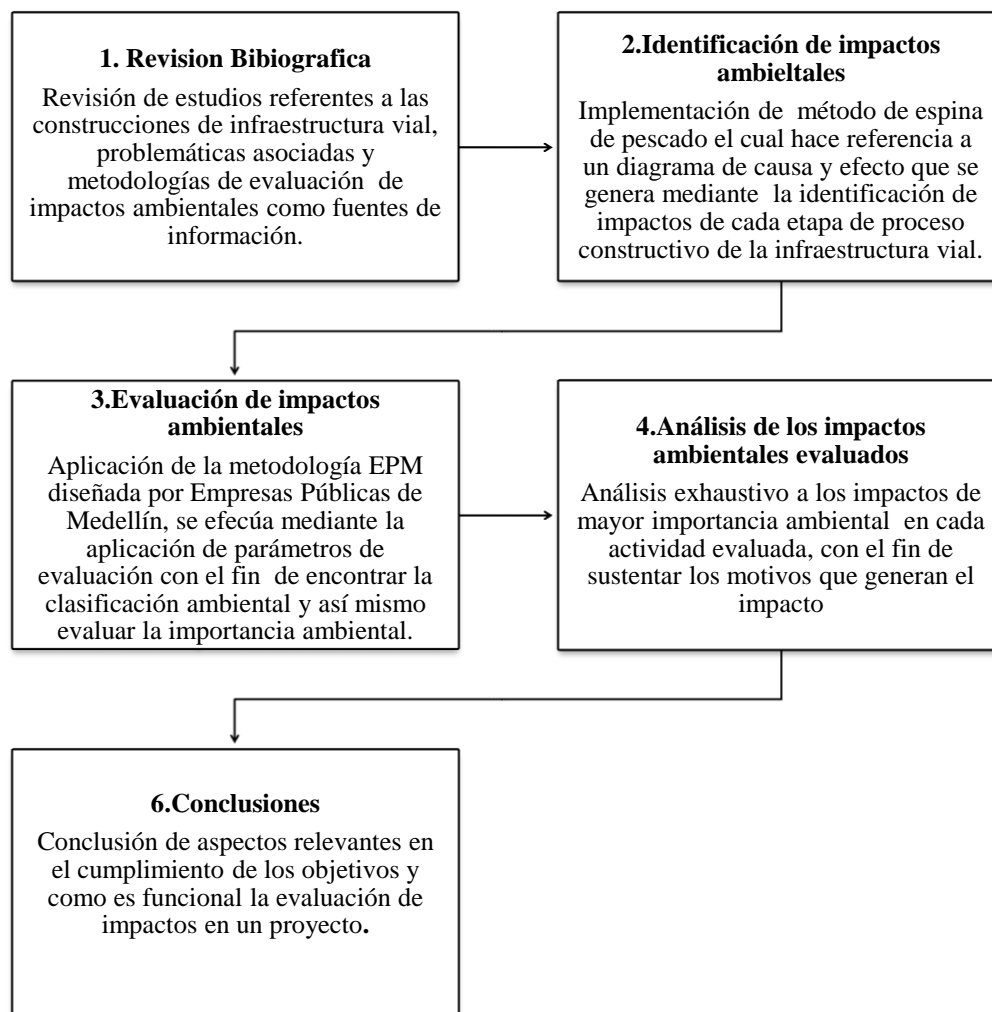 1. Revision Bibiografica
Revisión de estudios referentes a las
construcciones de infraestructura vial,
problemáticas asociadas y
metodologías de evaluación de
impactos ambientales como fuentes de
información.
2.Identificación de impactos
ambieltales
Implementación de método de espina
de pescado el cual hace referencia a
un diagrama de causa y efecto que se
genera mediante la identificación de
impactos de cada etapa de proceso
constructivo de la infraestructura vial.
3.Evaluación de impactos
ambientales
Aplicación de la metodología EPM
diseñada por Empresas Públicas de
Medellín, se efecúa mediante la
aplicación de parámetros de
evaluación con el fin de encontrar la
clasificación ambiental y así mismo
evaluar la importancia ambiental.
4.Análisis de los impactos
ambientales evaluados
Análisis exhaustivo a los impactos de
mayor importancia ambiental en cada
actividad evaluada, con el fin de
sustentar los motivos que generan el
impacto
6.Conclusiones
Conclusión de aspectos relevantes en
el cumplimiento de los objetivos y
como es funcional la evaluación de
impactos en un proyecto.